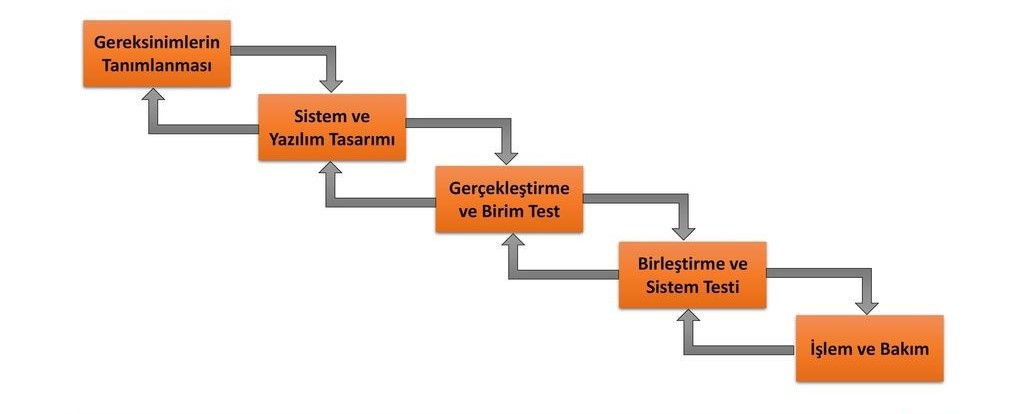 Gereksinimlerin
Tanımlanması
Sistem ve
Yazılım Tasarımı
Gerçekleştirme
ve Birim Test
Birleştirme ve
Sistem Testi
İşlem ve Bakım